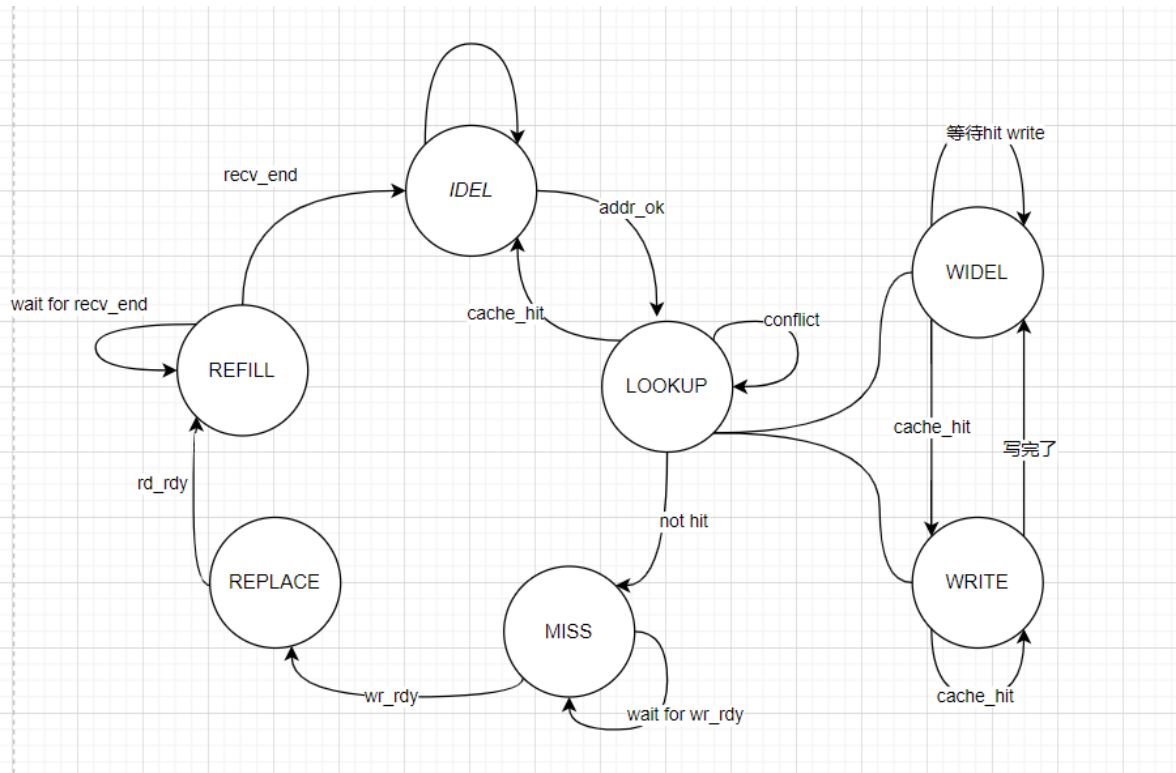 等待hit write
recv_end
IDEL
addr_ok
WIDEL
wait for recv_end
cache_hit
conflict
REFILL
LOOKUP
cache_hit
写完了
rd_rdy
not hit
REPLACE
WRITE
MISS
wr_rdy
cache_hit
wait for wr_rdy